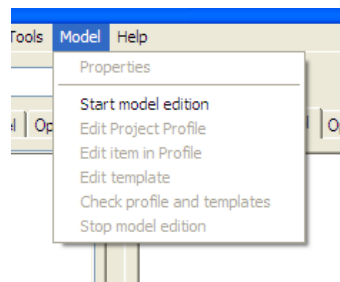 Tools Model Help
Properties
Start model edition
Edit Project Profile
Edit item in Profile
Edit template
Check profile and templates
Stop model edition